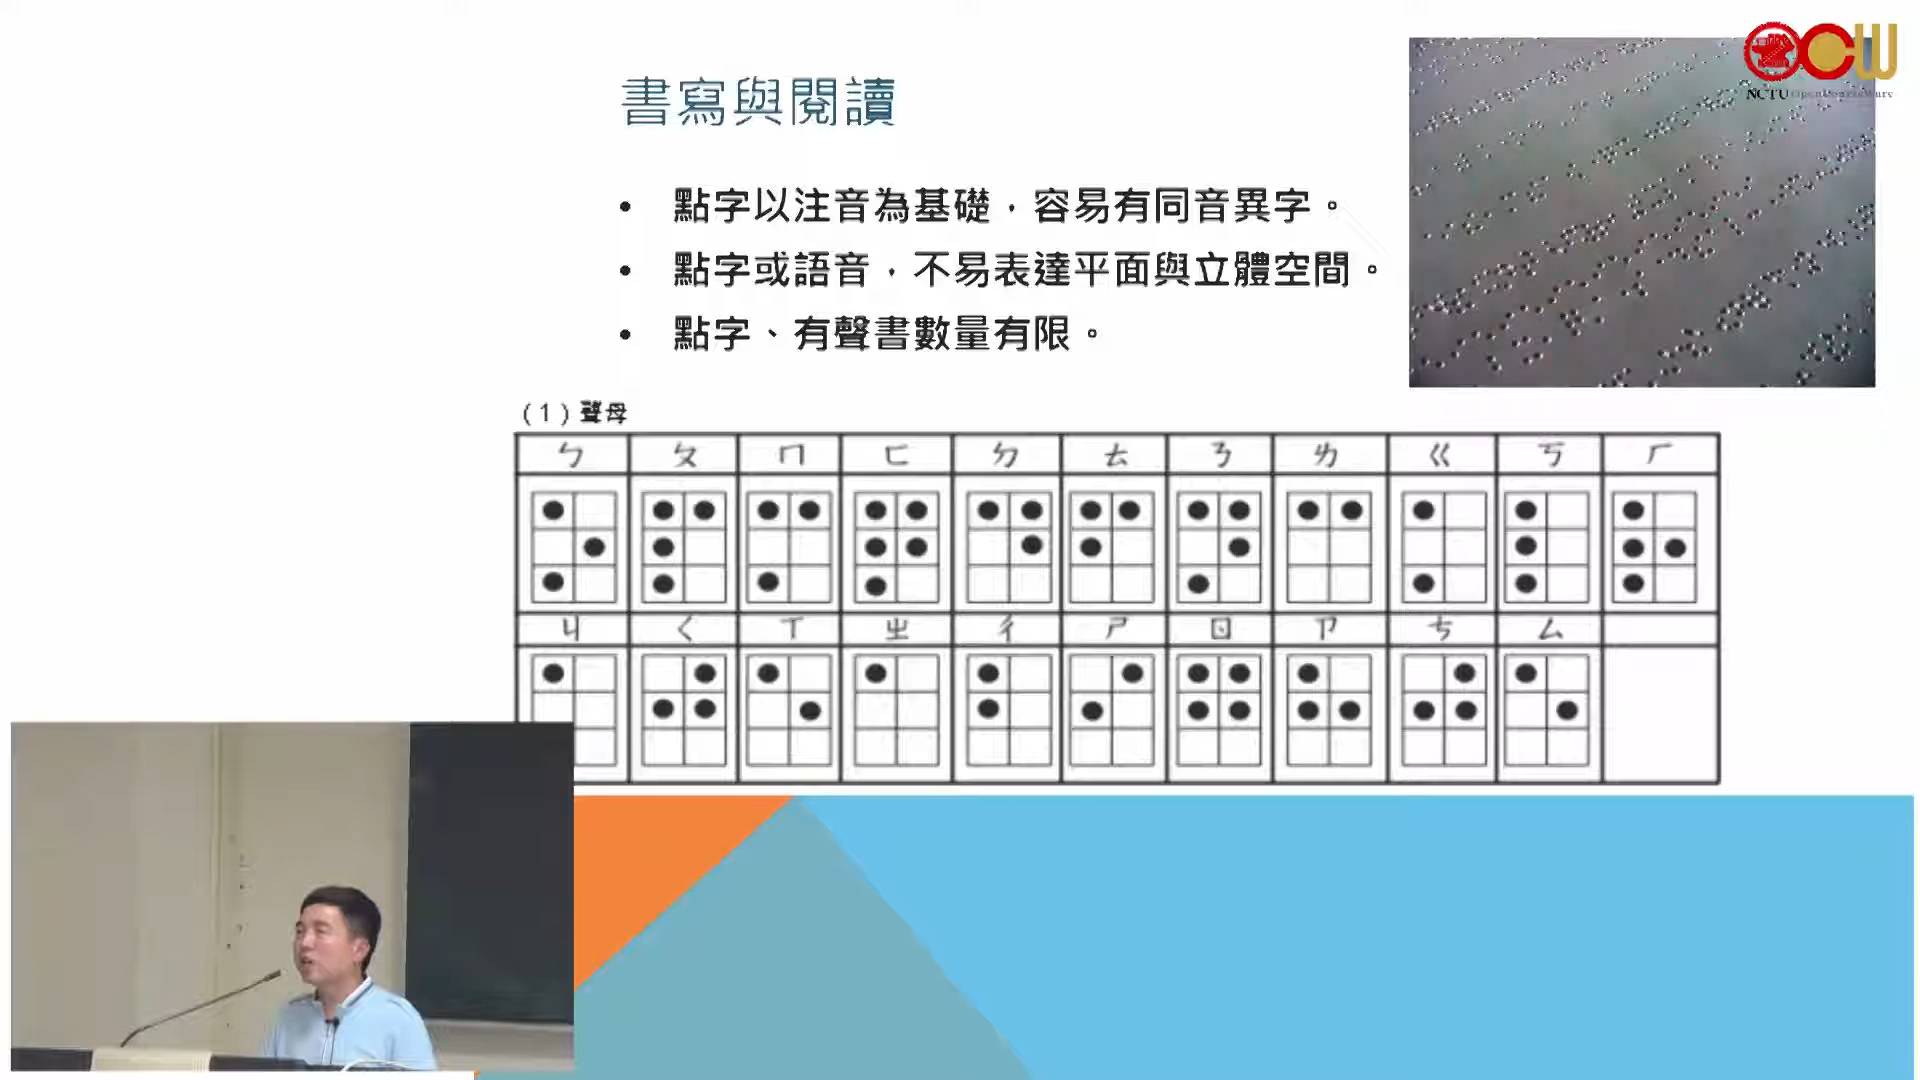 書寫與閱讀
• 點字以注音為基礎，容易有同音異字。
• 點字或語音，不易表達平面與立體空間。
• 點字、有聲書數量有限。
(1)聲母
ㄅ ㄆ ㄇ ㄈ ㄉ ㄊ ㄋ ㄌ ㄍ ㄎ ㄏ
ㄐ ㄑ ㄒ ㄓ ㄔ ㄕ ㄖ ㄗ ㄘ ㄙ
OCW
NCTU OpenCourseWare